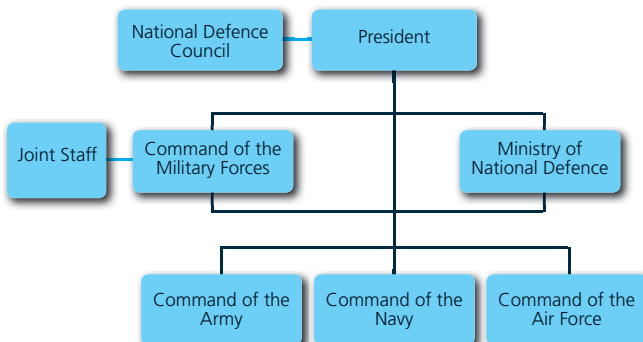 National Defence
Council
President
Joint Staff
Command of the
Military Forces
Ministry of
National Defence
Command of the
Army
Command of the
Navy
Command of the
Air Force